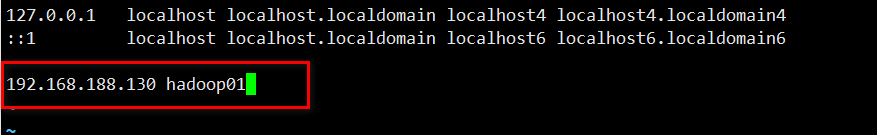 127.0.0.1   localhost localhost.localdomain localhost4 localhost4.localdomain4
::1         localhost localhost.localdomain localhost6 localhost6.localdomain6
192.168.188.130 hadoop01
~
~